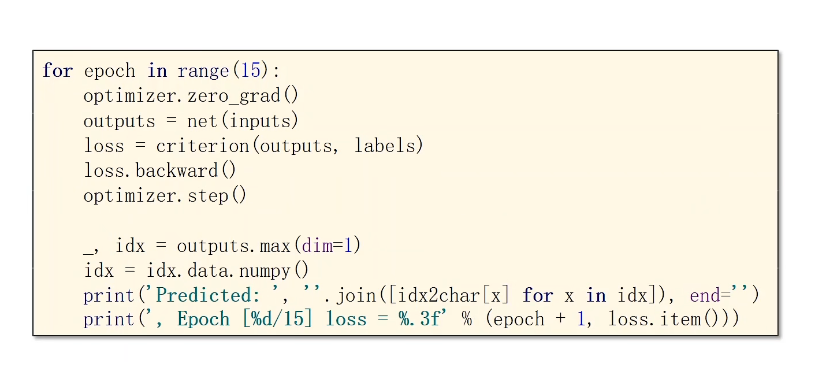 for epoch in range(15):
    optimizer.zero_grad()
    outputs = net(inputs)
    loss = criterion(outputs, labels)
    loss.backward()
    optimizer.step()

    _, idx = outputs.max(dim=1)
    idx = idx.data.numpy()
    print('Predicted: ', ''.join([idx2char[x] for x in idx]), end='')
    print(', Epoch [%d/15] loss = %.3f' % (epoch + 1, loss.item()))